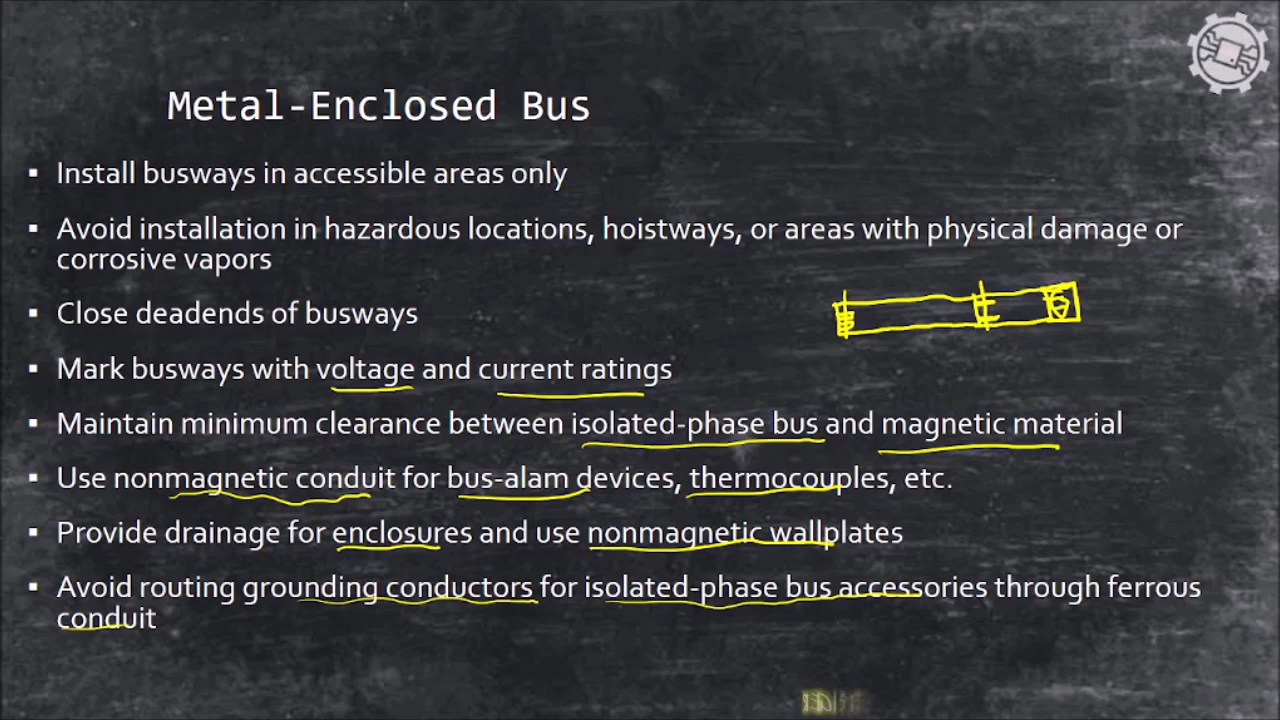 Metal-Enclosed Bus
▪ Install busways in accessible areas only
▪ Avoid installation in hazardous locations, hoistways, or areas with physical damage or
corrosive vapors
▪ Close deadends of busways
▪ Mark busways with voltage and current ratings
▪ Maintain minimum clearance between isolated-phase bus and magnetic material
▪ Use nonmagnetic conduit for bus-alam devices, thermocouples, etc.
▪ Provide drainage for enclosures and use nonmagnetic wallplates
▪ Avoid routing grounding conductors for isolated-phase bus accessories through ferrous
conduit